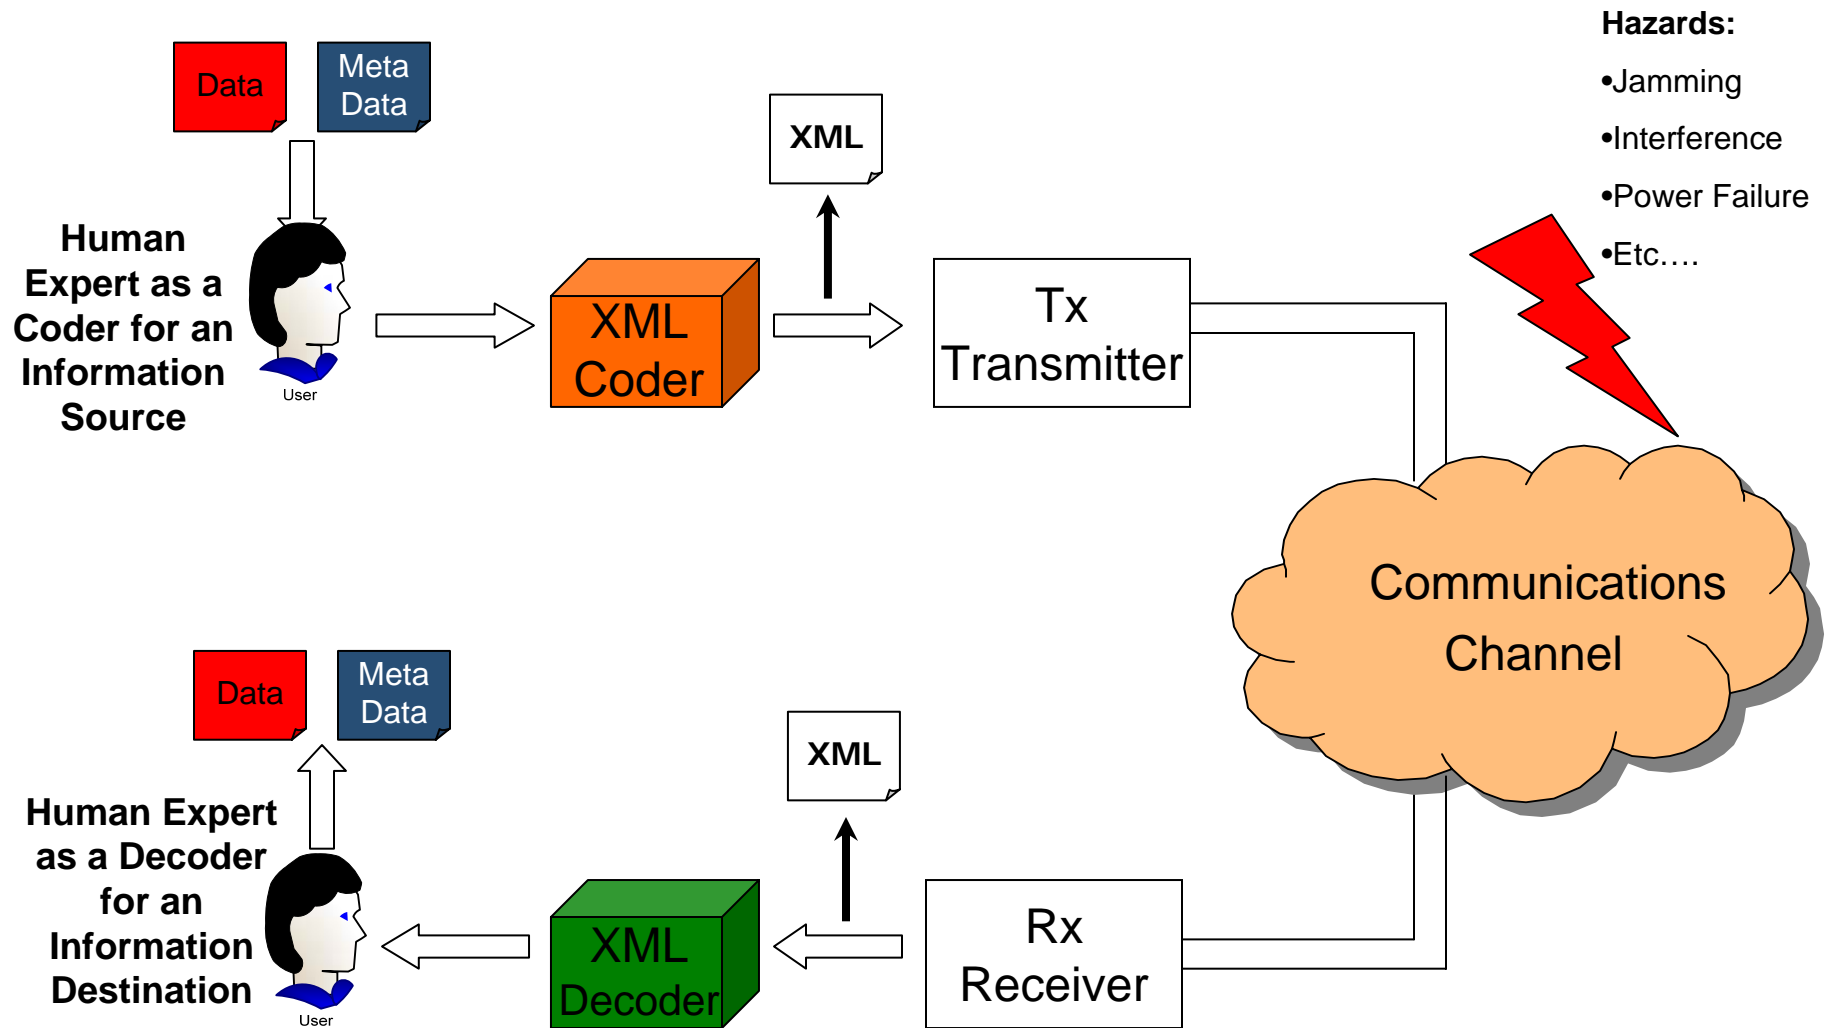 Hazards:
•Jamming
•Interference
•Power Failure
•Etc....
Data
Meta
Data
XML
Human
Expert as a
Coder for an
Information
Source
User
XML
Coder
Tx
Transmitter
Communications
Channel
Data
Meta
Data
XML
Human Expert
as a Decoder
for an
Information
Destination
User
XML
Decoder
Rx
Receiver